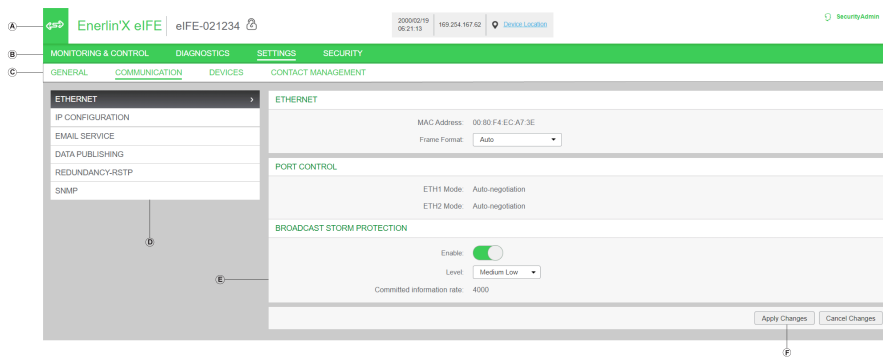 A
Enerlin'X eIFE eIFE-021234
2000/02/19
06:21:13
169.254.167.62
Device Location
SecurityAdmin
B
MONITORING & CONTROL DIAGNOSTICS SETTINGS SECURITY
C
GENERAL COMMUNICATION DEVICES CONTACT MANAGEMENT
ETHERNET
IP CONFIGURATION
EMAIL SERVICE
DATA PUBLISHING
REDUNDANCY-RSTP
SNMP
D
ETHERNET
MAC Address: 00:80:F4:EC:A7:3E
Frame Format: Auto
PORT CONTROL
ETH1 Mode: Auto-negotiation
ETH2 Mode: Auto-negotiation
BROADCAST STORM PROTECTION
Enable:
Level: Medium Low
E
Committed information rate: 4000
Apply Changes Cancel Changes
F